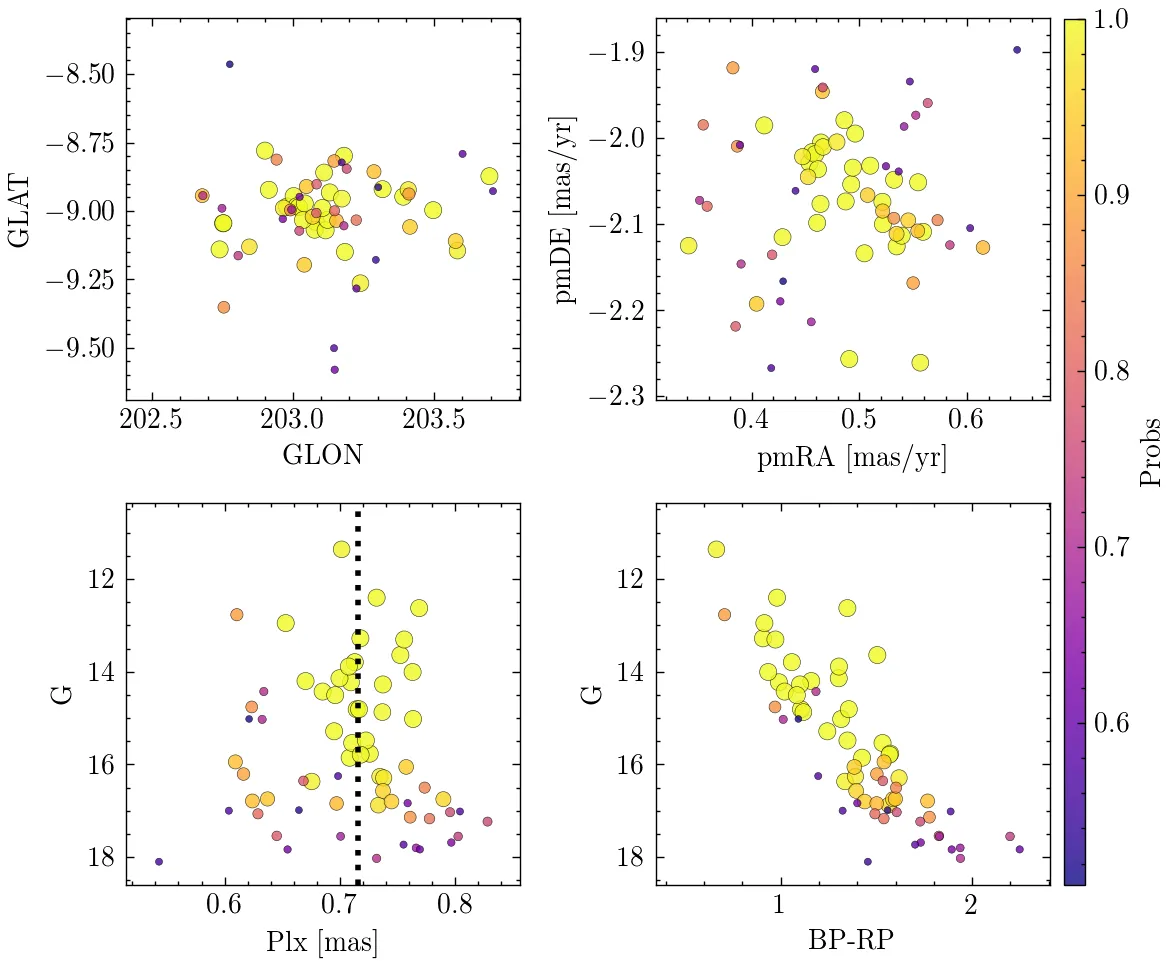 −8.50
−8.75
−9.00
−9.25
−9.50
GLAT
202.5 203.0 203.5
GLON
−1.9
−2.0
−2.1
−2.2
−2.3
pmDE [mas/yr]
0.4 0.5 0.6
pmRA [mas/yr]
12
14
16
18
G
0.6 0.7 0.8
Plx [mas]
12
14
16
18
G
1 2
BP-RP
1.0
0.9
0.8
0.7
0.6
Probs